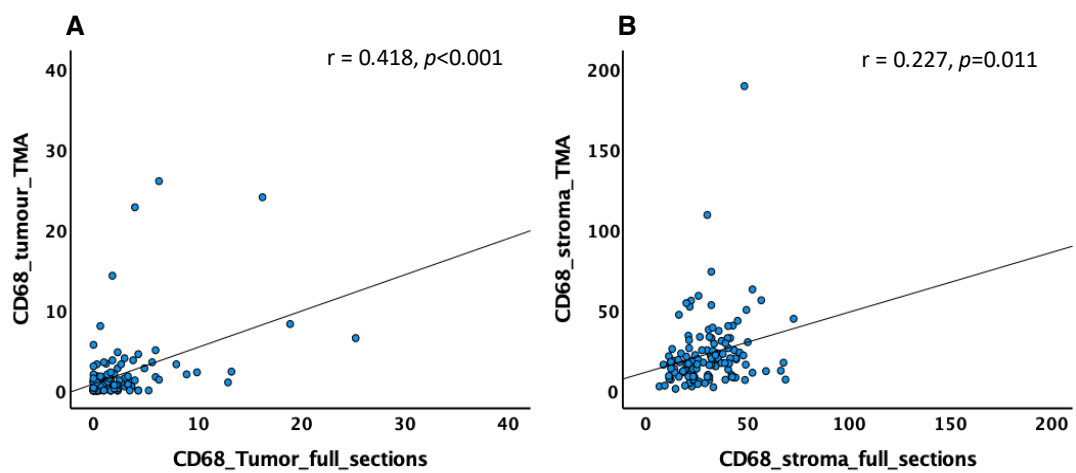 A
r = 0.418, p<0.001
40
30
20
10
0
CD68_tumour_TMA
0 10 20 30 40
CD68_Tumor_full_sections
B
r = 0.227, p=0.011
200
150
100
50
0
CD68_stroma_TMA
0 50 100 150 200
CD68_stroma_full_sections